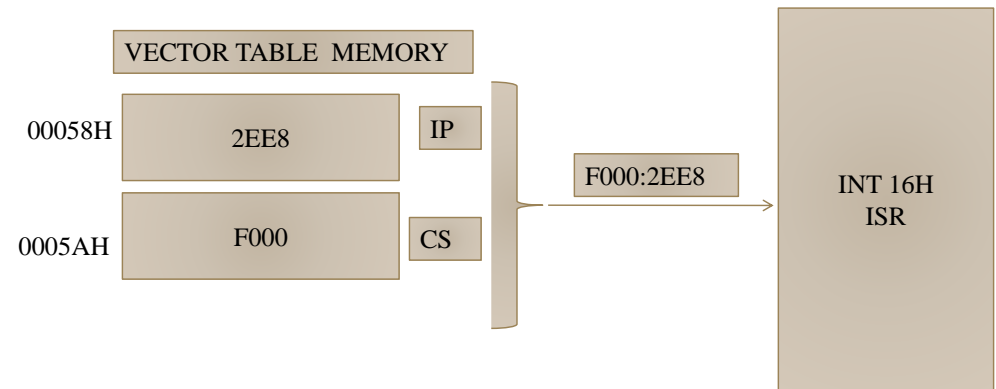 VECTOR TABLE MEMORY
00058H
2EE8
IP
0005AH
F000
CS
F000:2EE8
INT 16H
ISR